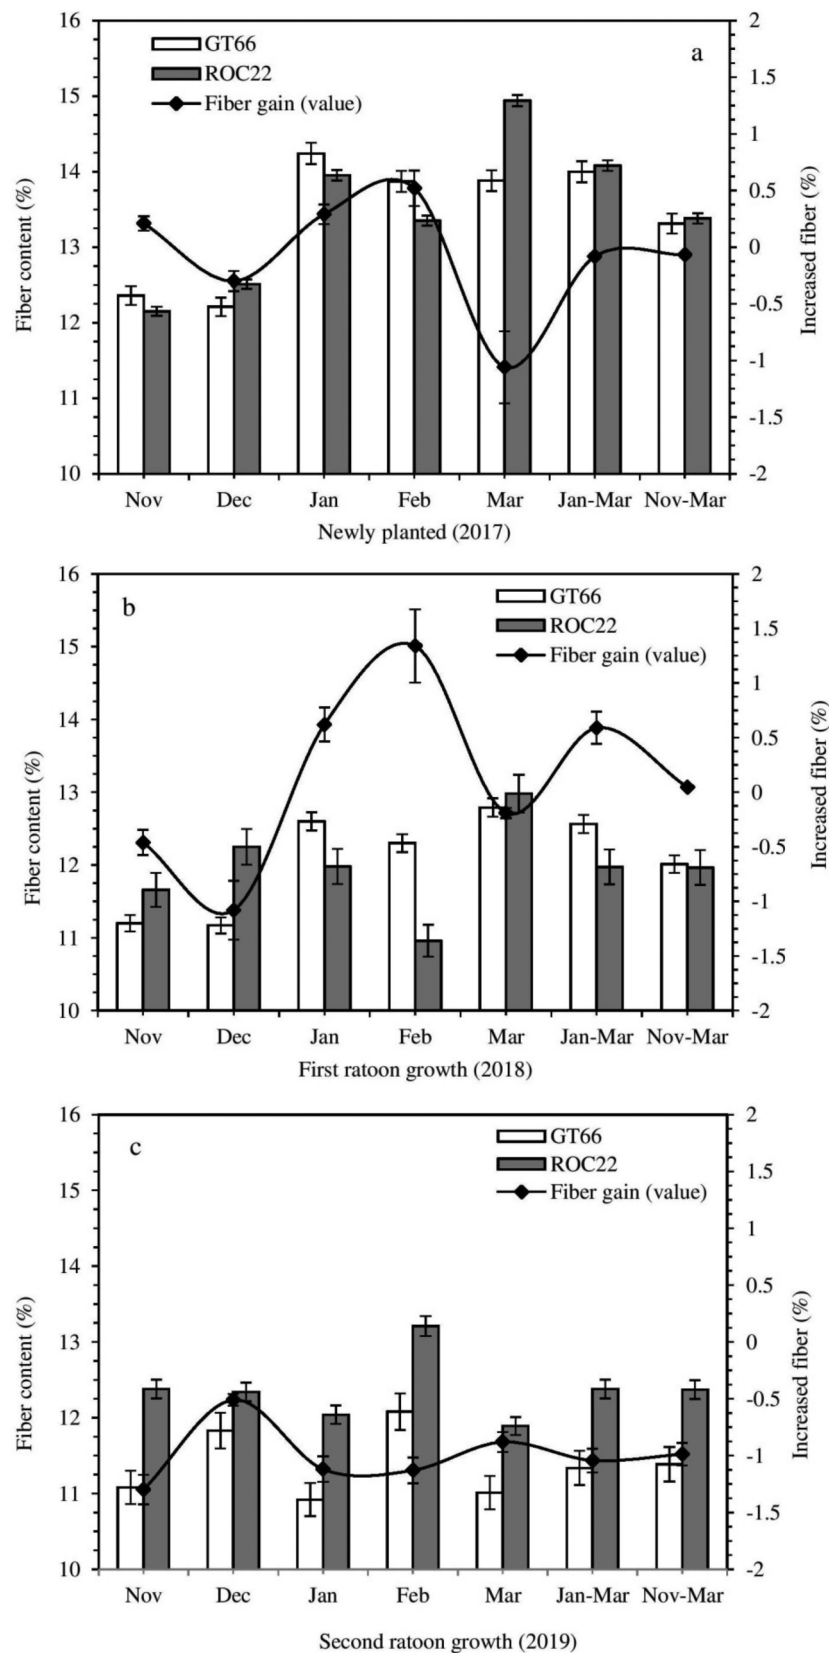 16
15
14
13
12
11
10
Fiber content (%)
GT66
ROC22
Fiber gain (value)
a
2
1.5
1
0.5
0
-0.5
-1
-1.5
-2
Increased fiber (%)
Nov Dec Jan Feb Mar Jan-Mar Nov-Mar
Newly planted (2017)
16
15
14
13
12
11
10
Fiber content (%)
b
GT66
ROC22
Fiber gain (value)
2
1.5
1
0.5
0
-0.5
-1
-1.5
-2
Increased fiber (%)
Nov Dec Jan Feb Mar Jan-Mar Nov-Mar
First ratoon growth (2018)
16
15
14
13
12
11
10
Fiber content (%)
c
GT66
ROC22
Fiber gain (value)
2
1.5
1
0.5
0
-0.5
-1
-1.5
-2
Increased fiber (%)
Nov Dec Jan Feb Mar Jan-Mar Nov-Mar
Second ratoon growth (2019)